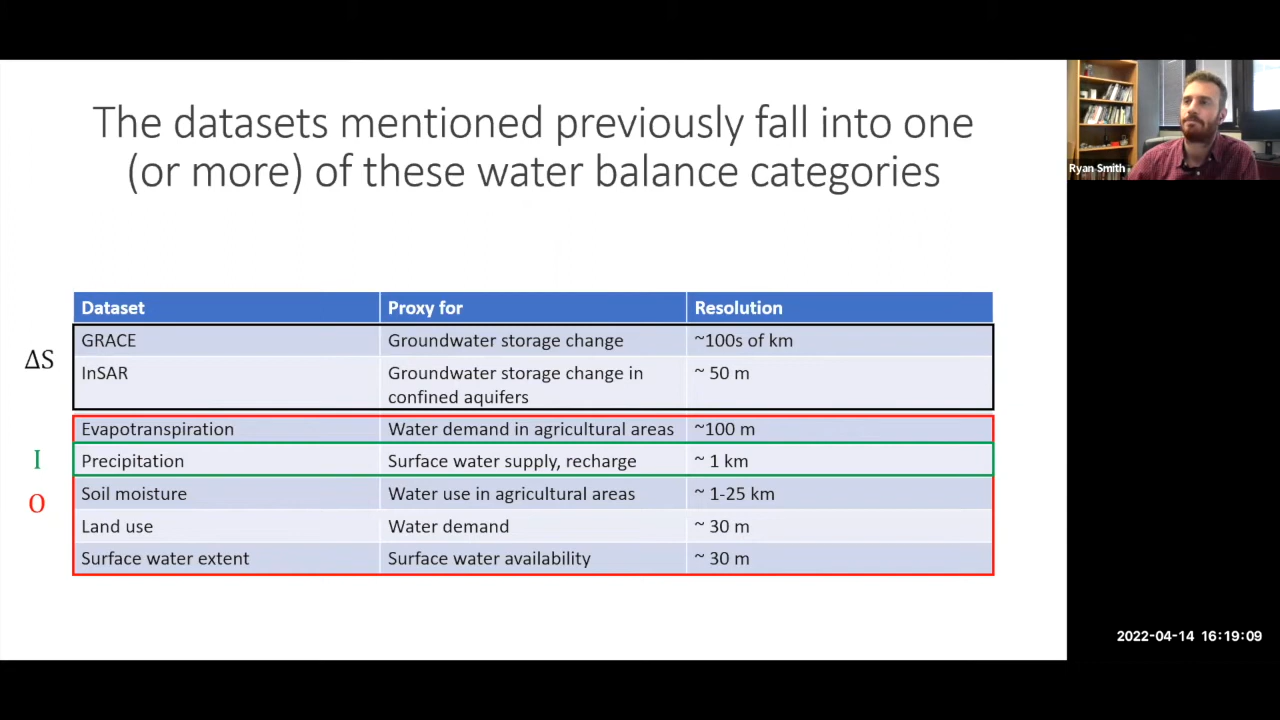 The datasets mentioned previously fall into one
(or more) of these water balance categories
Ryan Smith
Dataset Proxy for Resolution
GRACE Groundwater storage change ~100s of km
ΔS
InSAR Groundwater storage change in ~ 50 m
confined aquifers
Evapotranspiration Water demand in agricultural areas ~100 m
I Precipitation Surface water supply, recharge ~ 1 km
O Soil moisture Water use in agricultural areas ~ 1-25 km
Land use Water demand ~ 30 m
Surface water extent Surface water availability ~ 30 m
2022-04-14 16:19:09